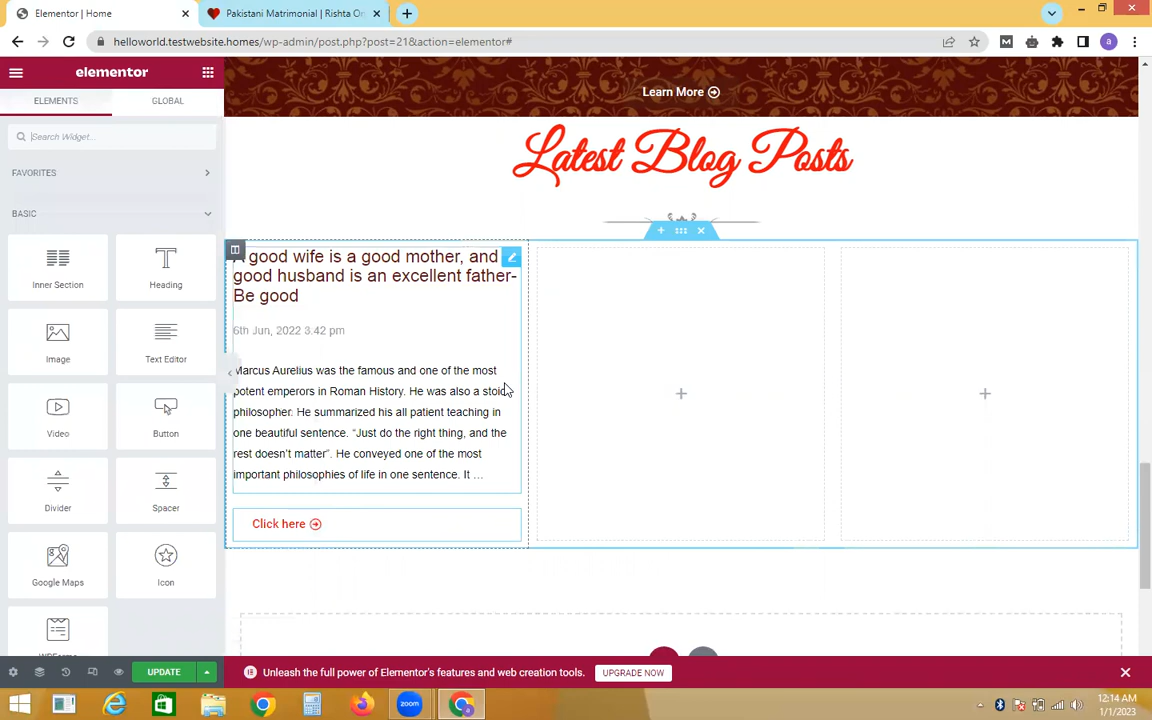 Elementor | Home
Pakistani Matrimonial | Rishta On
helloworld.testwebsite.homes/wp-admin/post.php?post=21&action=elementor#
M
a
elementor
ELEMENTS
GLOBAL
Search Widget...
FAVORITES
BASIC
Inner Section
Heading
Image
Text Editor
Video
Button
Divider
Spacer
Google Maps
Icon
Learn More
Latest Blog Posts
A good wife is a good mother, and
good husband is an excellent father-
Be good
6th Jun, 2022 3.42 pm
Marcus Aurelius was the famous and one of the most
potent emperors in Roman History. He was also a stoic
philosopher. He summarized his all patient teaching in
one beautiful sentence. “Just do the right thing, and the
rest doesn’t matter”. He conveyed one of the most
important philosophies of life in one sentence. It …
Click here
UPDATE
Unleash the full power of Elementor's features and web creation tools.
UPGRADE NOW
zoom
12:14 AM
1/1/2023